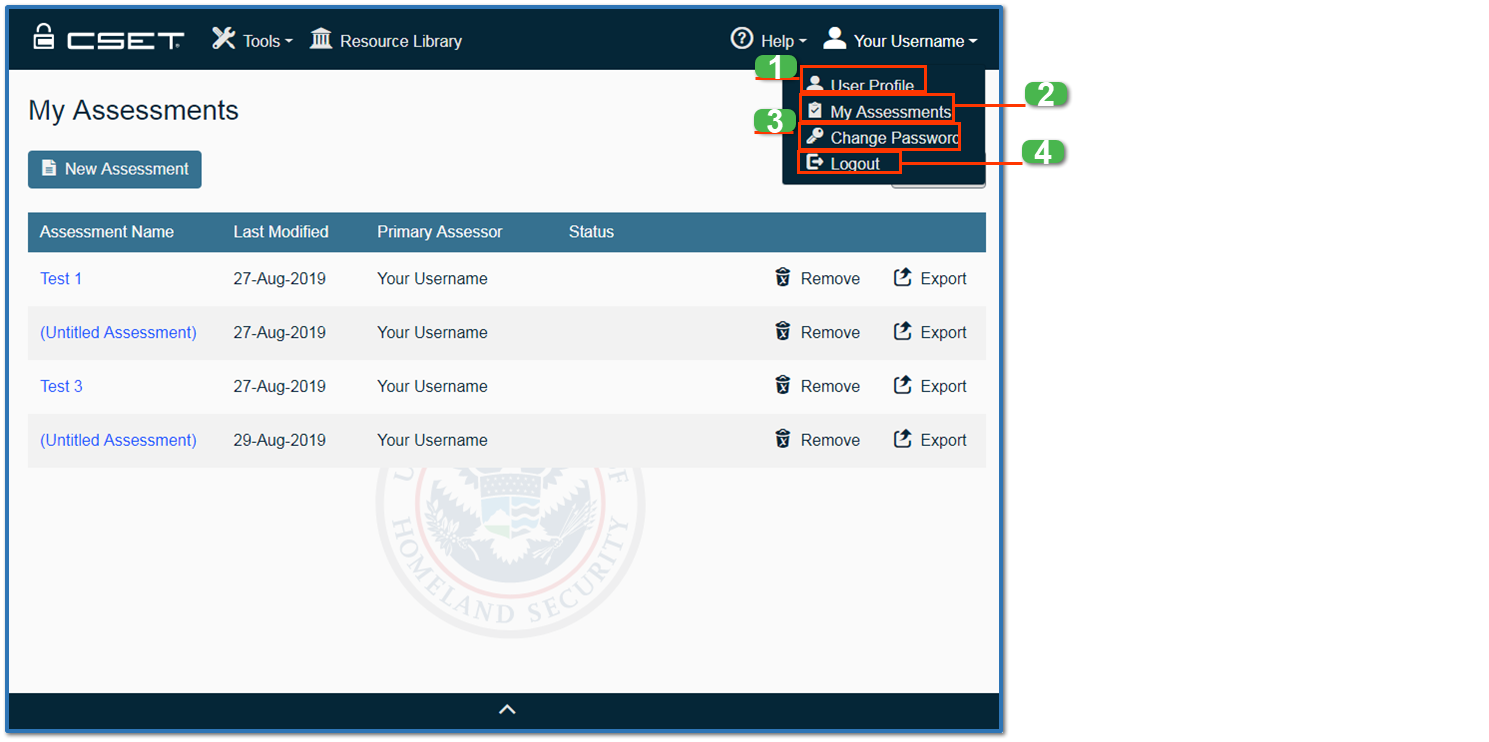 CSET Tools Resource Library Help Your Username
1 User Profile
My Assessments 2
3 Change Password
Logout 4
My Assessments
New Assessment
Assessment Name Last Modified Primary Assessor Status
Test 1 27-Aug-2019 Your Username Remove Export
(Untitled Assessment) 27-Aug-2019 Your Username Remove Export
Test 3 27-Aug-2019 Your Username Remove Export
(Untitled Assessment) 29-Aug-2019 Your Username Remove Export
HOMELAND SECURITY